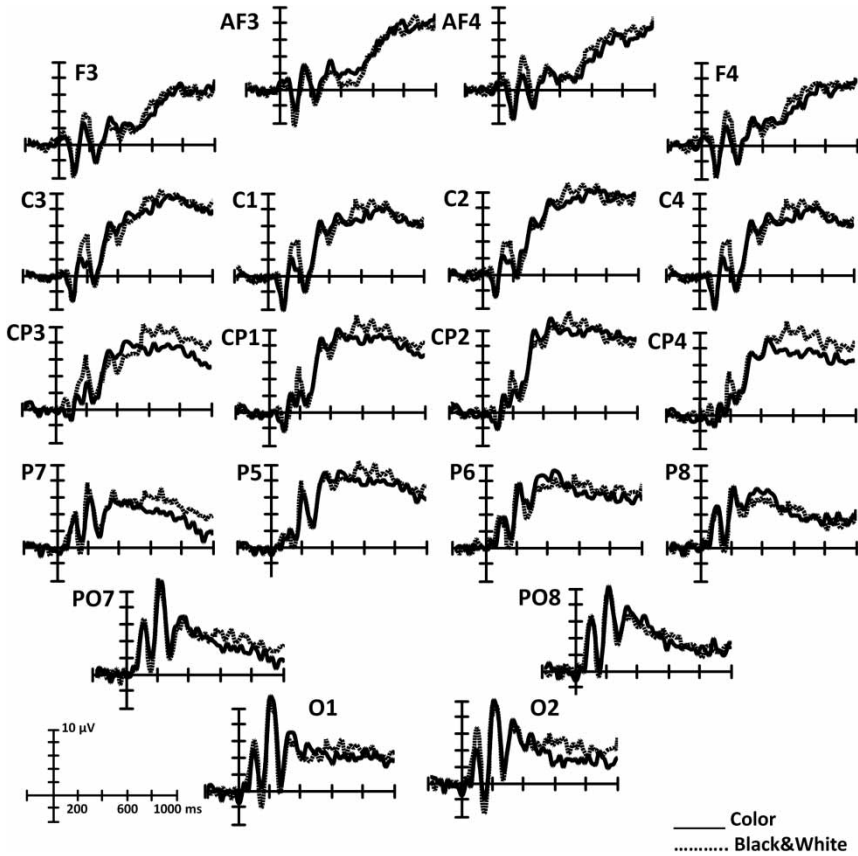 AF3 AF4
F3 F4
C3 C1 C2 C4
CP3 CP1 CP2 CP4
P7 P5 P6 P8
PO7 PO8
O1 O2
10 µV
200 600 1000 ms
Color
Black&White